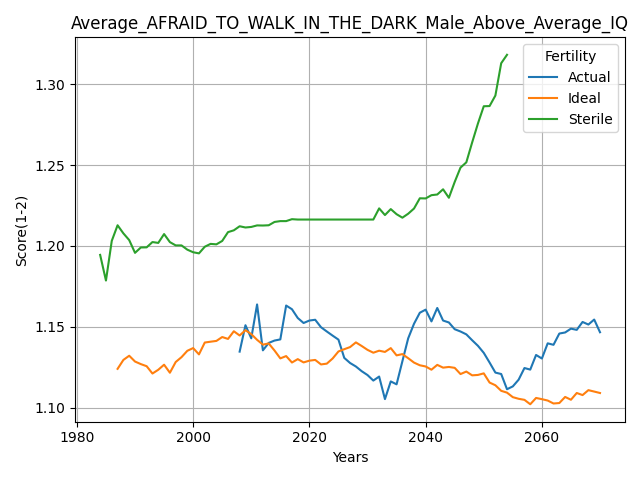 Average_AFRAID_TO_WALK_IN_THE_DARK_Male_Above_Average_IQ
Fertility
Actual
Ideal
Sterile
1.30
1.25
1.20
1.15
1.10
Score(1-2)
1980
2000
2020
2040
2060
Years